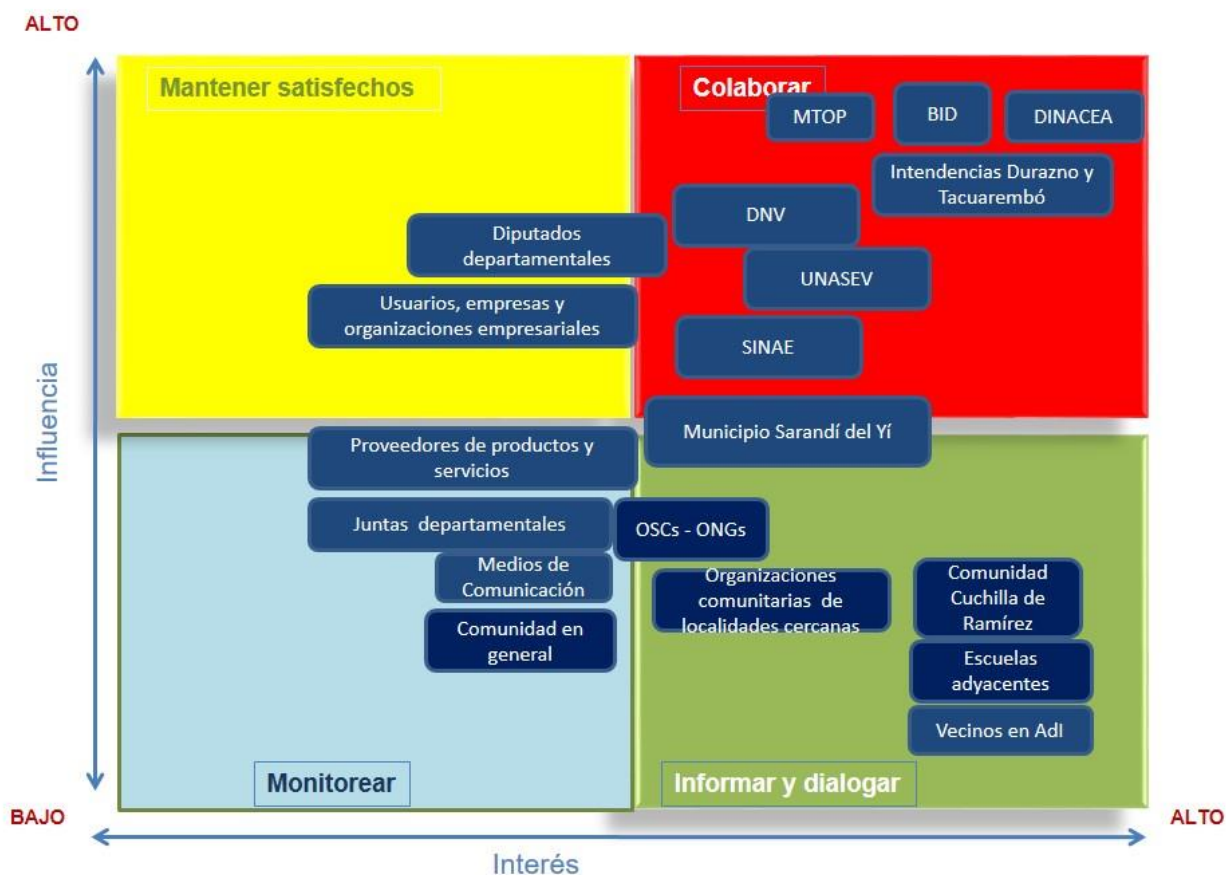 ALTO
Mantener satisfechos
Colaborar
MTOP
BID
DINACEA
Intendencias Durazno y
Tacuarembó
DNV
Diputados
departamentales
UNASEV
Usuarios, empresas y
organizaciones empresariales
SINAE
Influencia
Municipio Sarandí del Yí
Proveedores de productos y
servicios
Juntas departamentales
OSCs - ONGs
Medios de
Comunicación
Organizaciones
comunitarias de
localidades cercanas
Comunidad
Cuchilla de
Ramírez
Comunidad en
general
Escuelas
adyacentes
Vecinos en AdI
Monitorear
Informar y dialogar
BAJO
ALTO
Interés